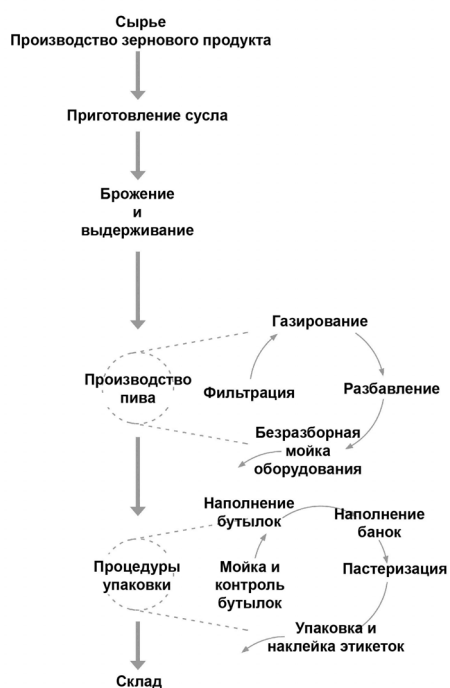 Сырье
Производство зернового продукта
Приготовление сусла
Брожение
и
выдерживание
Производство
пива
Газирование
Фильтрация
Разбавление
Безразборная
мойка
оборудования
Процедуры
упаковки
Наполнение
бутылок
Наполнение
банок
Мойка и
контроль
бутылок
Пастеризация
Упаковка и
наклейка этикеток
Склад